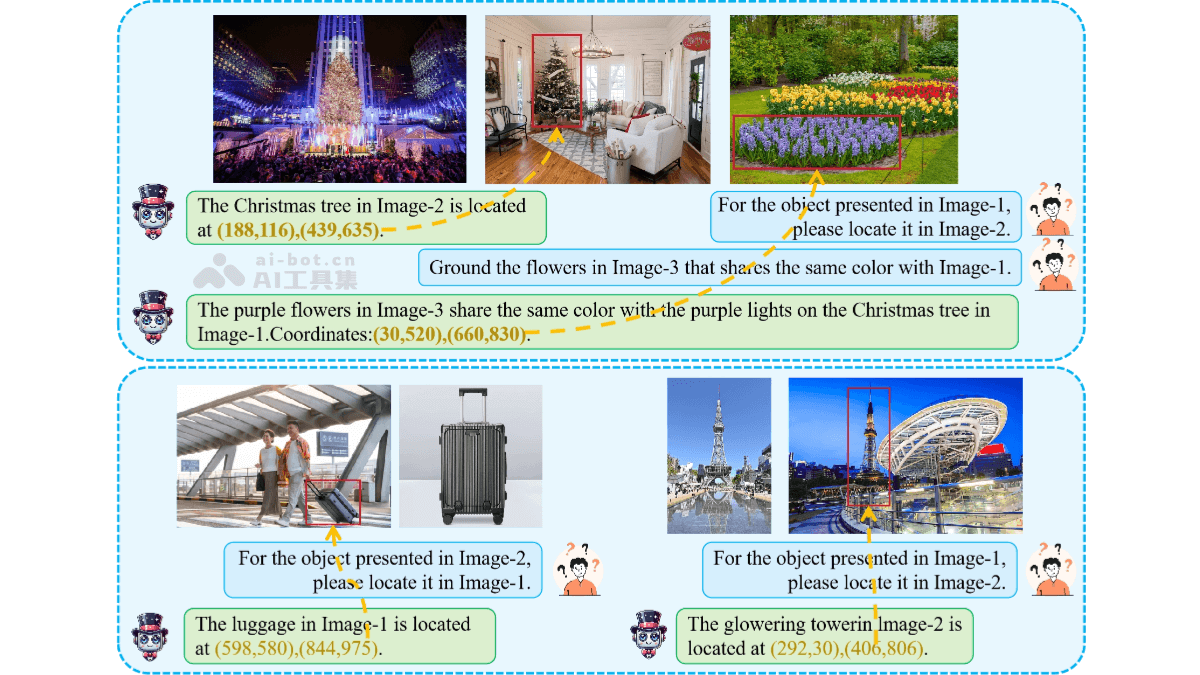 The Christmas tree in Image-2 is located
at (188,116),(439,635).
For the object presented in Image-1,
please locate it in Image-2.
ai-bot.cn
AI工具集
Ground the flowers in Image-3 that shares the same color with Image-1.
The purple flowers in Image-3 share the same color with the purple lights on the Christmas tree in
Image-1.Coordinates:(30,520),(660,830).
For the object presented in Image-2,
please locate it in Image-1.
The luggage in Image-1 is located
at (598,580),(844,975).
For the object presented in Image-1,
please locate it in Image-2.
The glowering towerin lmage-2 is
located at (292,30),(406,806).